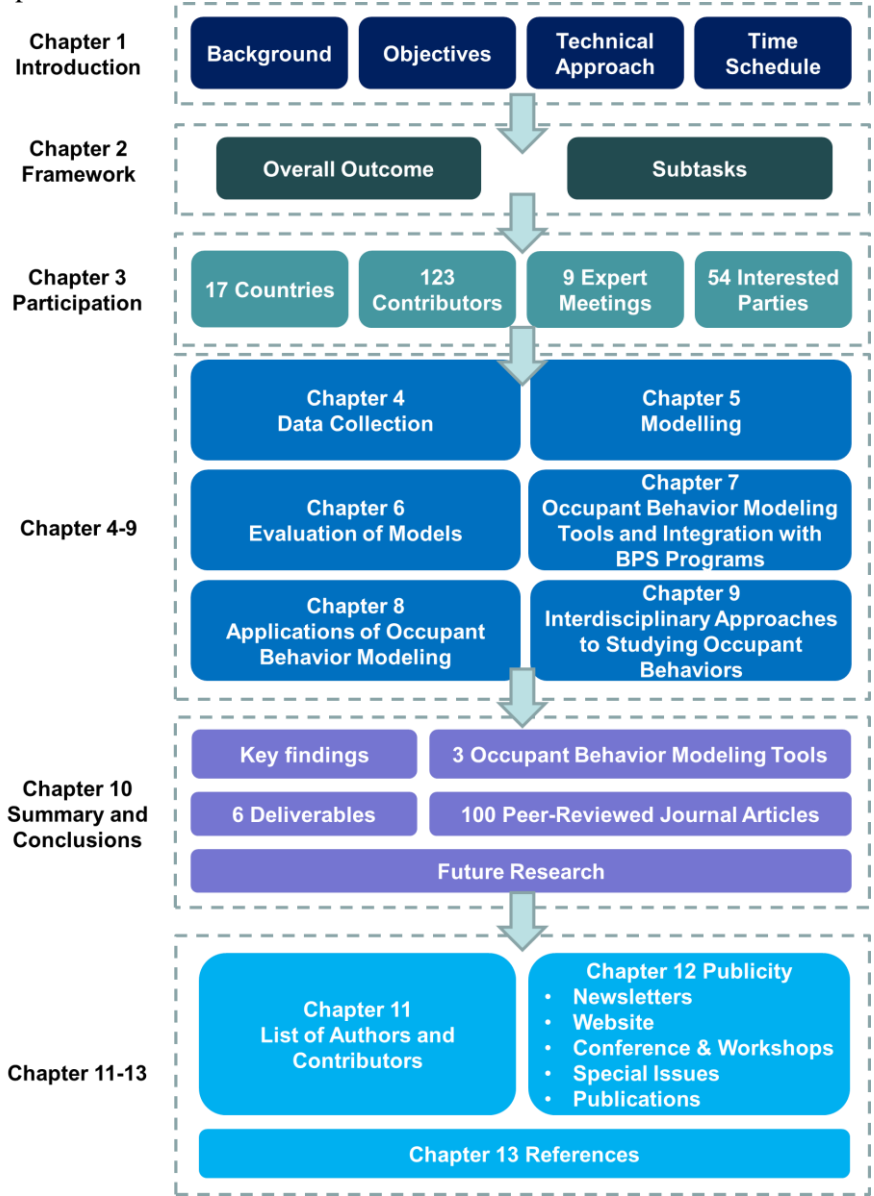 Chapter 1
Introduction
Background
Objectives
Technical
Approach
Time
Schedule
Chapter 2
Framework
Overall Outcome
Subtasks
Chapter 3
Participation
17 Countries
123
Contributors
9 Expert
Meetings
54 Interested
Parties
Chapter 4-9
Chapter 4
Data Collection
Chapter 5
Modelling
Chapter 6
Evaluation of Models
Chapter 7
Occupant Behavior Modeling
Tools and Integration with
BPS Programs
Chapter 8
Applications of Occupant
Behavior Modeling
Chapter 9
Interdisciplinary Approaches
to Studying Occupant
Behaviors
Chapter 10
Summary and
Conclusions
Key findings
3 Occupant Behavior Modeling Tools
6 Deliverables
100 Peer-Reviewed Journal Articles
Future Research
Chapter 11-13
Chapter 11
List of Authors and
Contributors
Chapter 12 Publicity
• Newsletters
• Website
• Conference & Workshops
• Special Issues
• Publications
Chapter 13 References